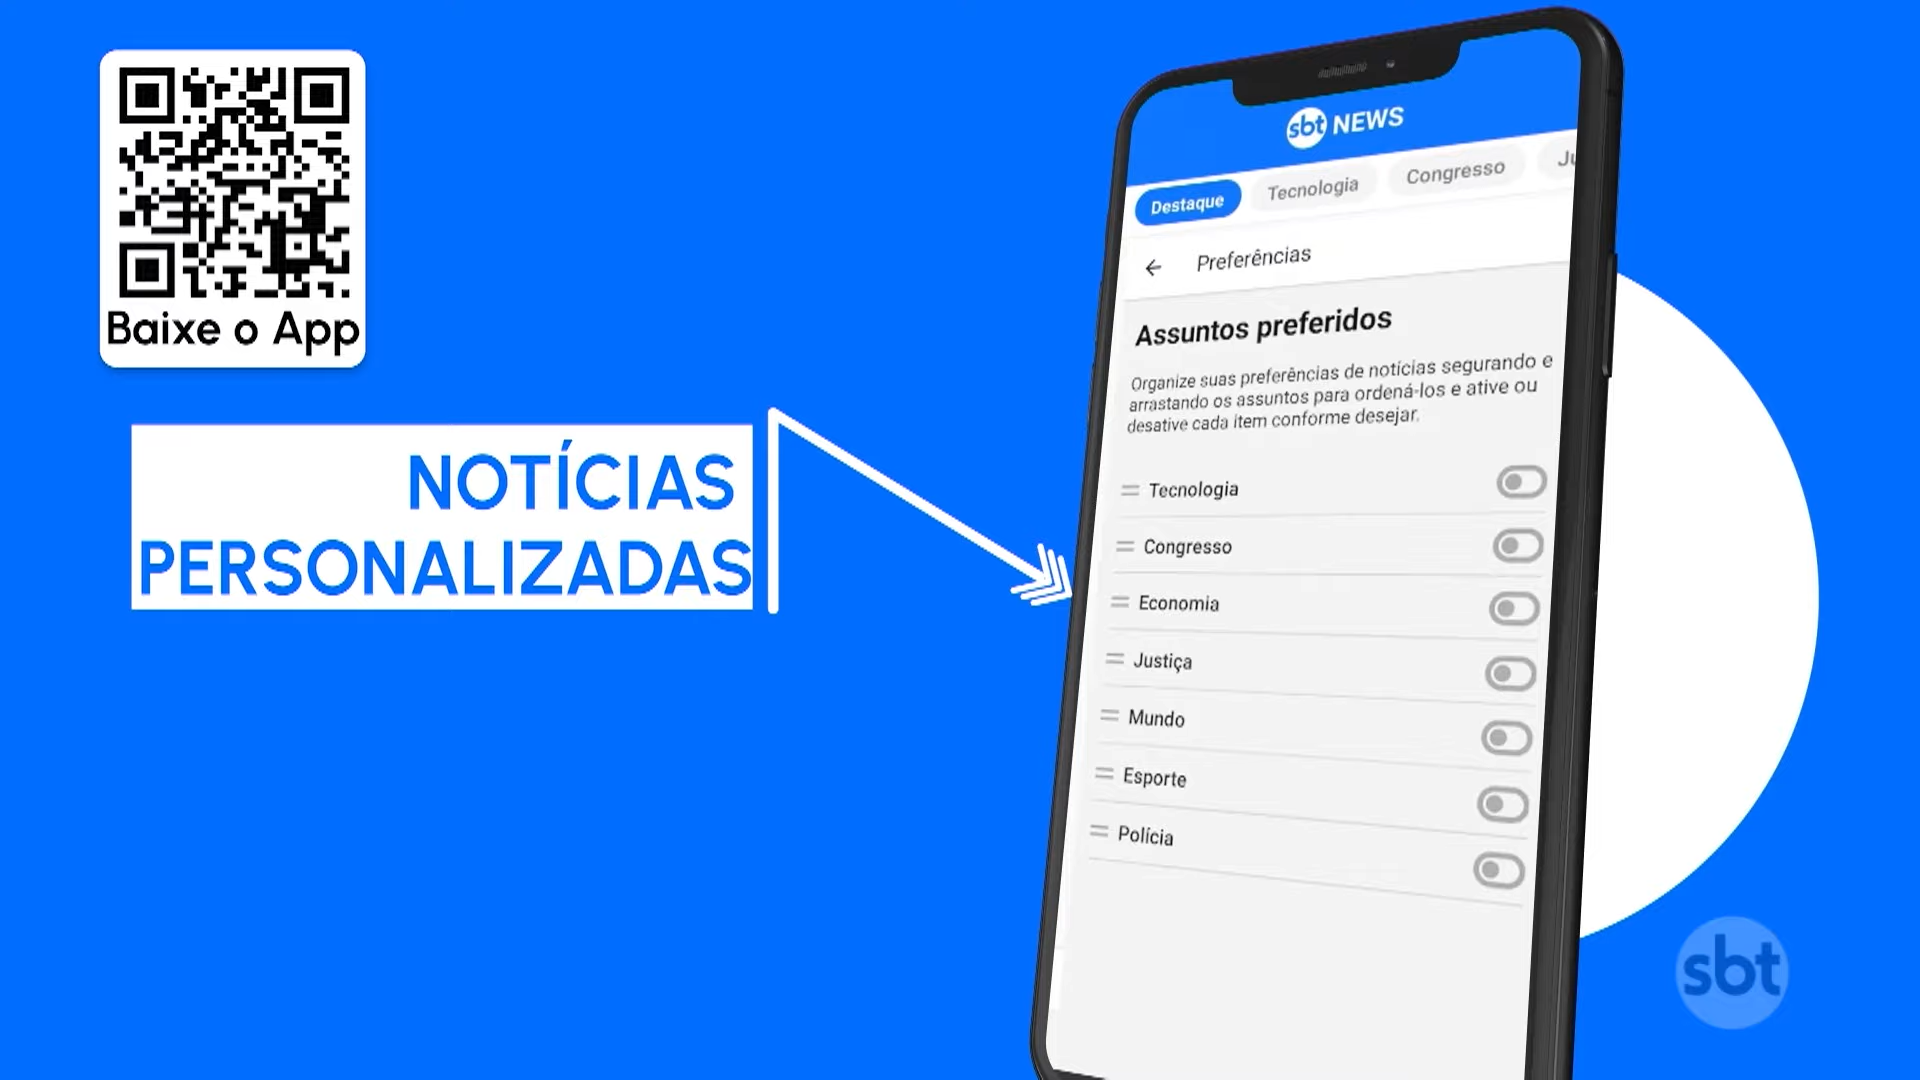 Baixe o App
NOTÍCIAS
PERSONALIZADAS
sbt NEWS
Destaque
Tecnologia
Congresso
Preferências
Assuntos preferidos
Organize suas preferências de notícias segurando e
arrastando os assuntos para ordená-los e ative ou
desative cada item conforme desejar.
Tecnologia
Congresso
Economia
Justiça
Mundo
Esporte
Polícia
sbt